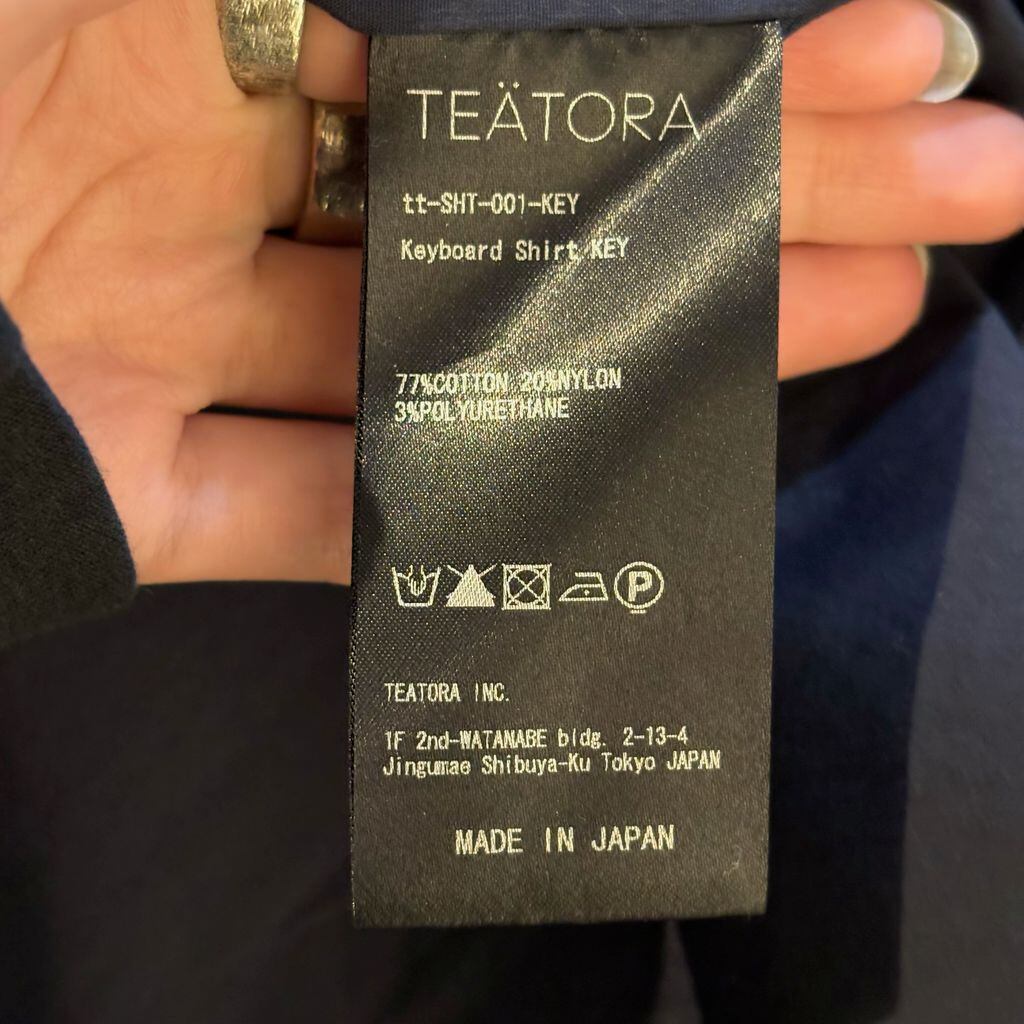 TEÄTORA
tt-SHT-001-KEY
Keyboard Shirt KEY
77%COTTON 20%NYLON
3%POLYURETHANE
P
TEATORA INC.
1F 2nd-WATANABE bldg. 2-13-4
Jingumae Shibuya-Ku Tokyo JAPAN
MADE IN JAPAN